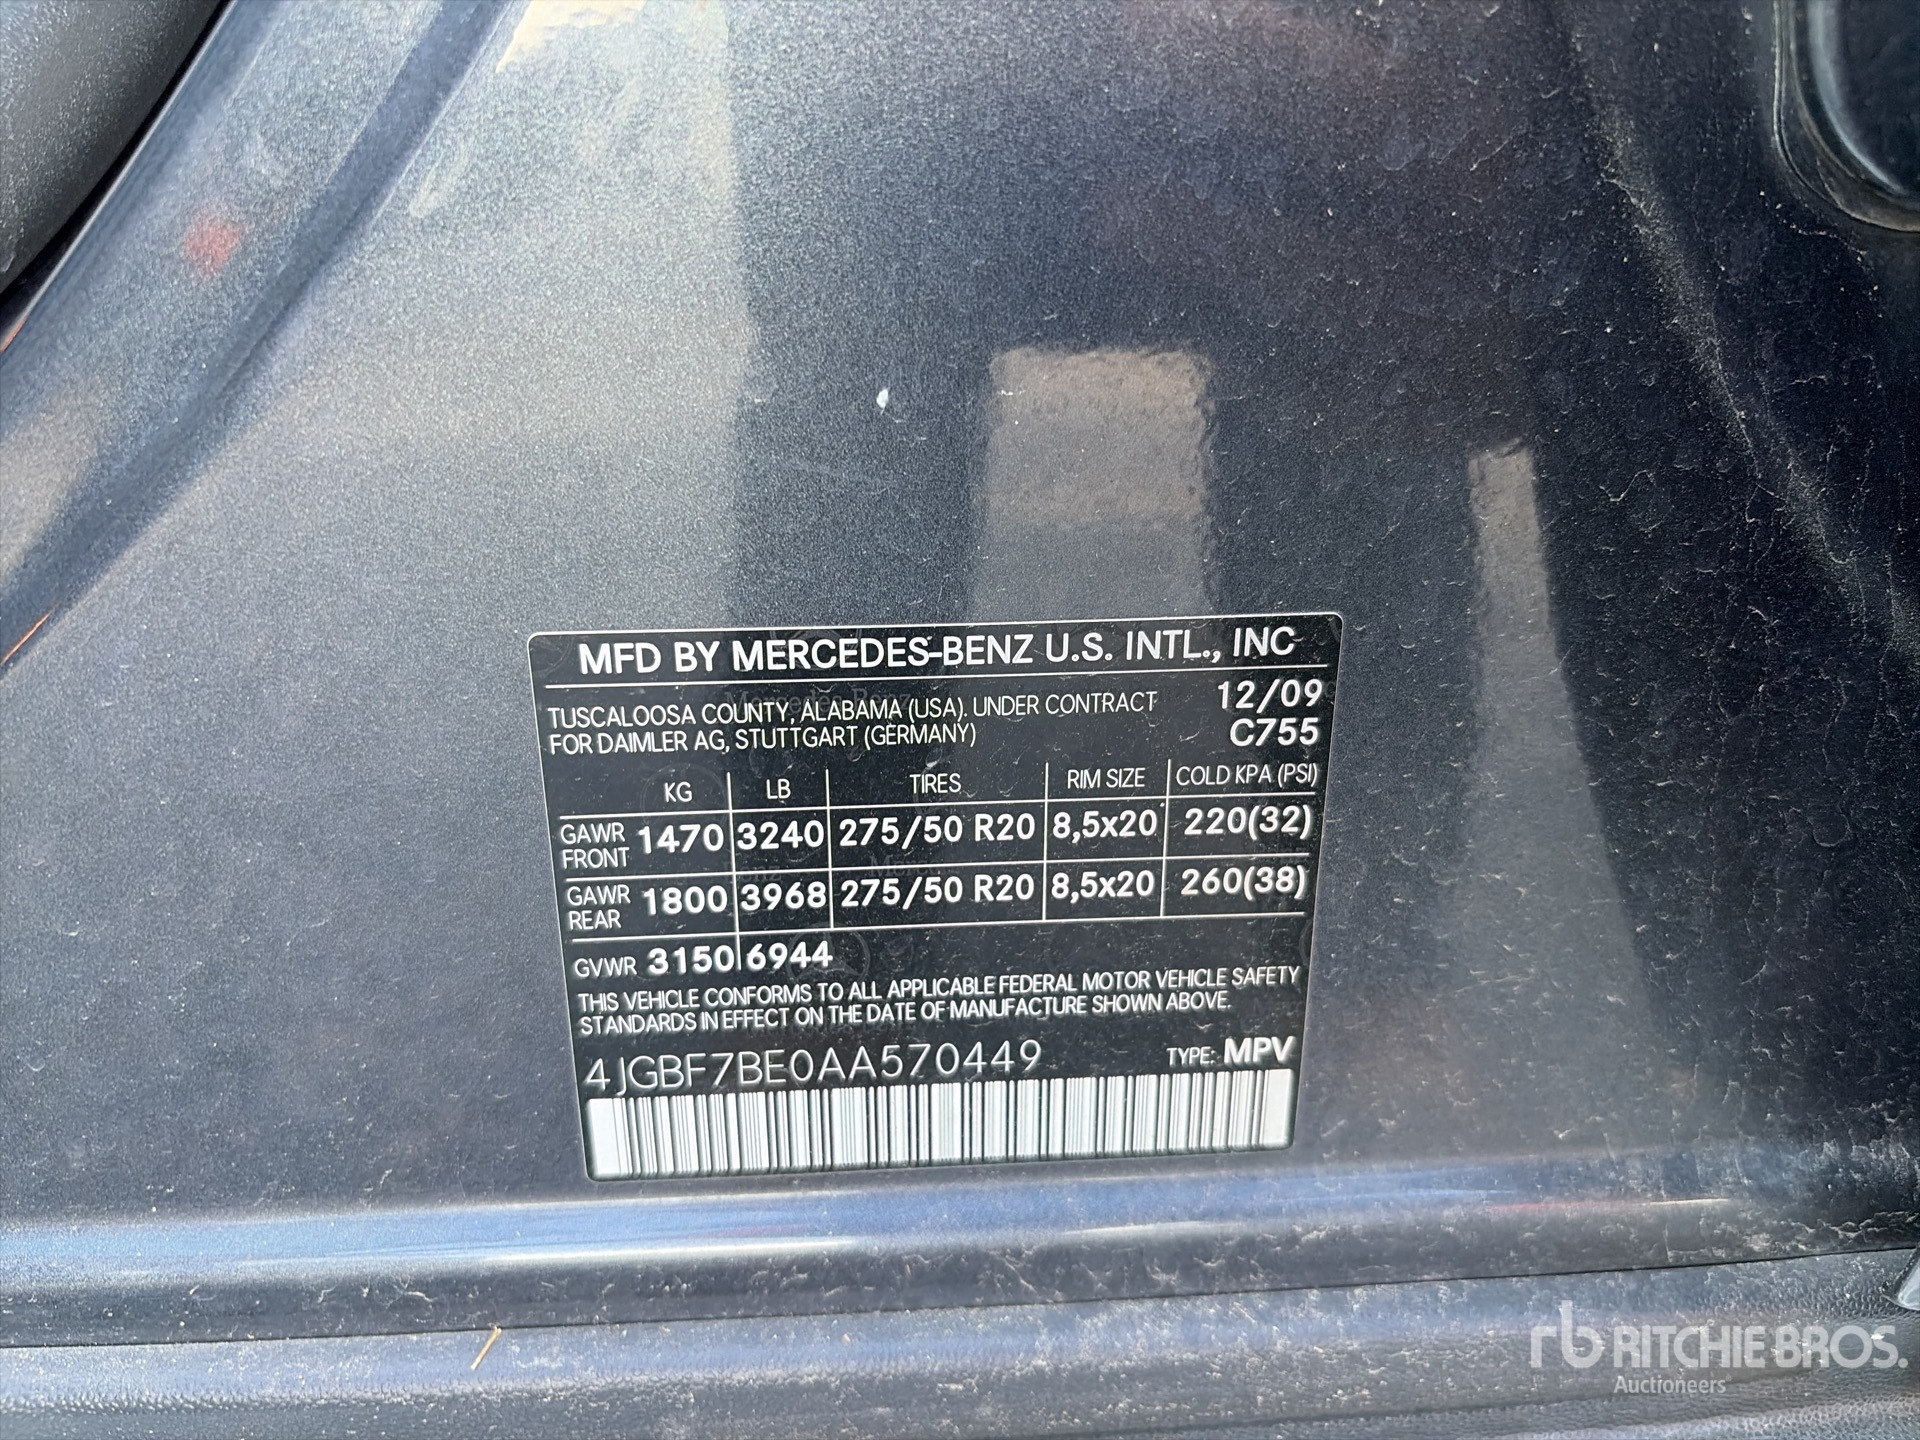 MFD BY MERCEDES-BENZ U.S. INTL., INC
TUSCALOOSA COUNTY, ALABAMA (USA). UNDER CONTRACT 12/09
FOR DAIMLER AG, STUTTGART (GERMANY) C755
KG LB TIRES RIM SIZE COLD KPA (PSI)
GAWR FRONT 1470 3240 275/50 R20 8,5x20 220(32)
GAWR REAR 1800 3968 275/50 R20 8,5x20 260(38)
GVWR 3150 6944
THIS VEHICLE CONFORMS TO ALL APPLICABLE FEDERAL MOTOR VEHICLE SAFETY
STANDARDS IN EFFECT ON THE DATE OF MANUFACTURE SHOWN ABOVE.
4JGBF7BE0AA570449 TYPE: MPV
rb RITCHIE BROS.
Auctioneers